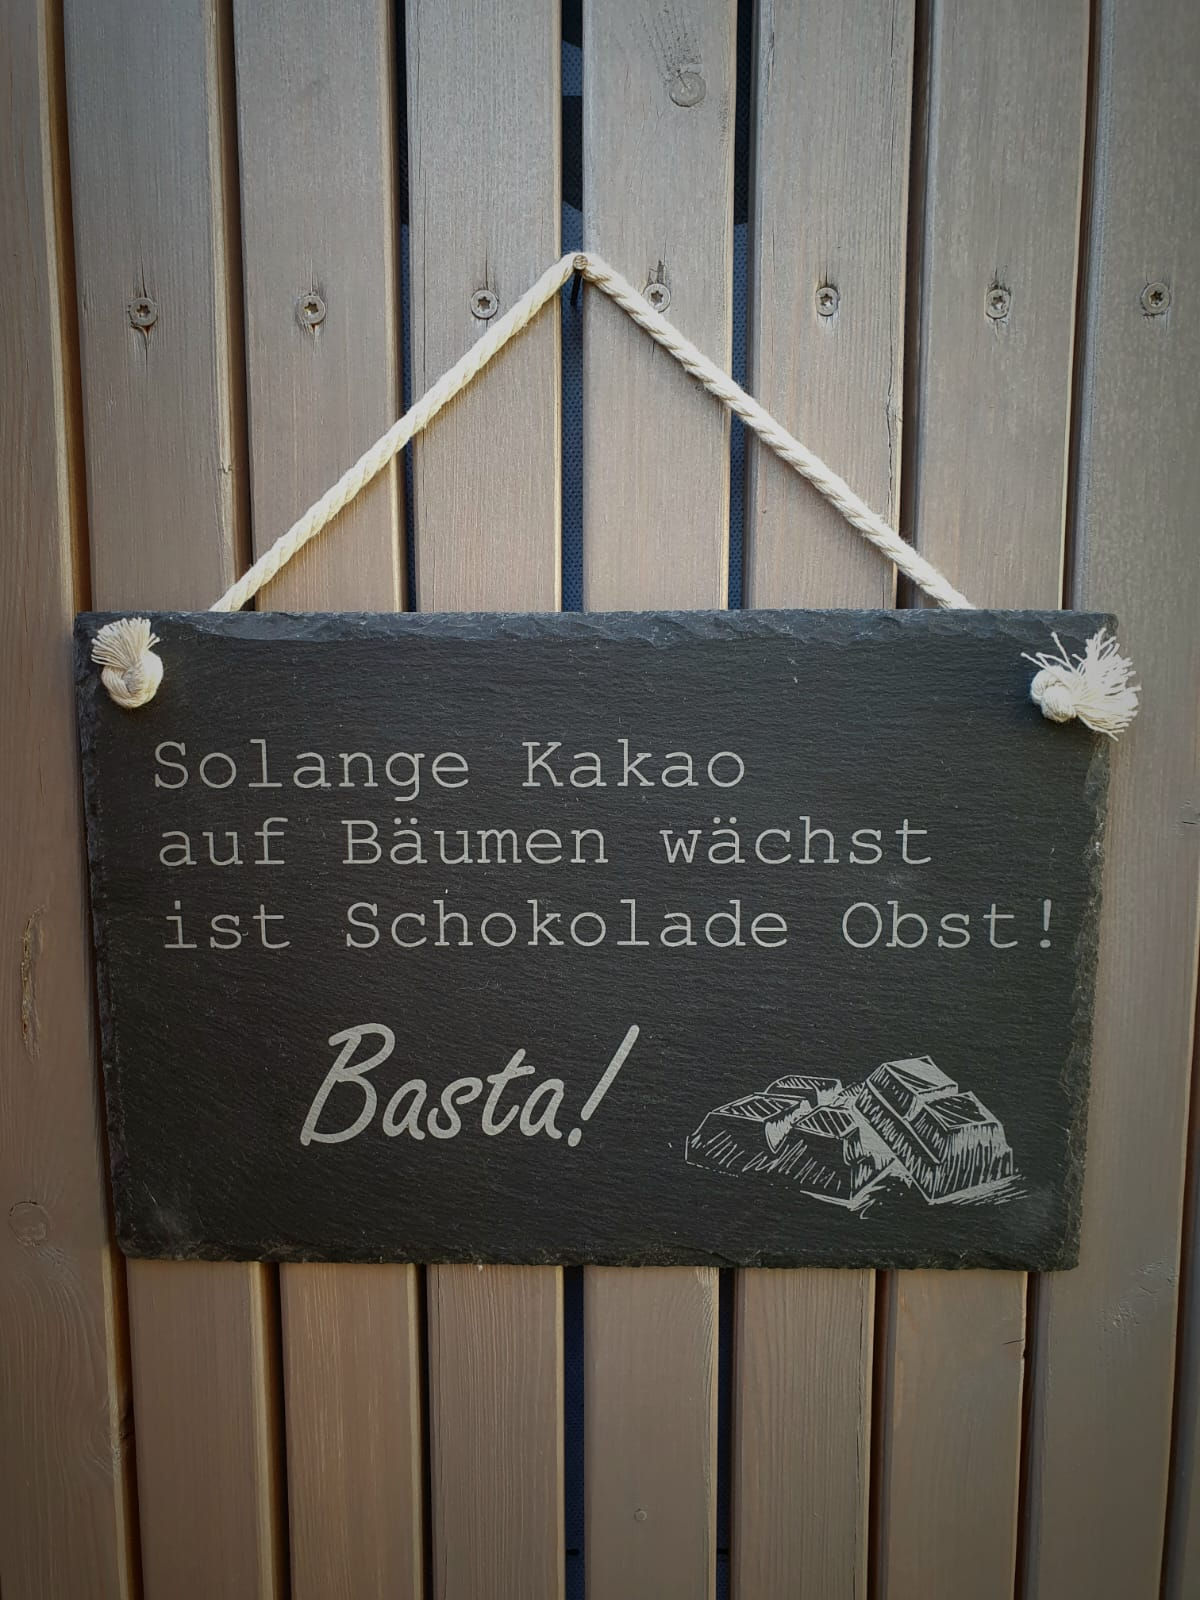 Solange Kakao
auf Bäumen wächst
ist Schokolade Obst!
Basta!